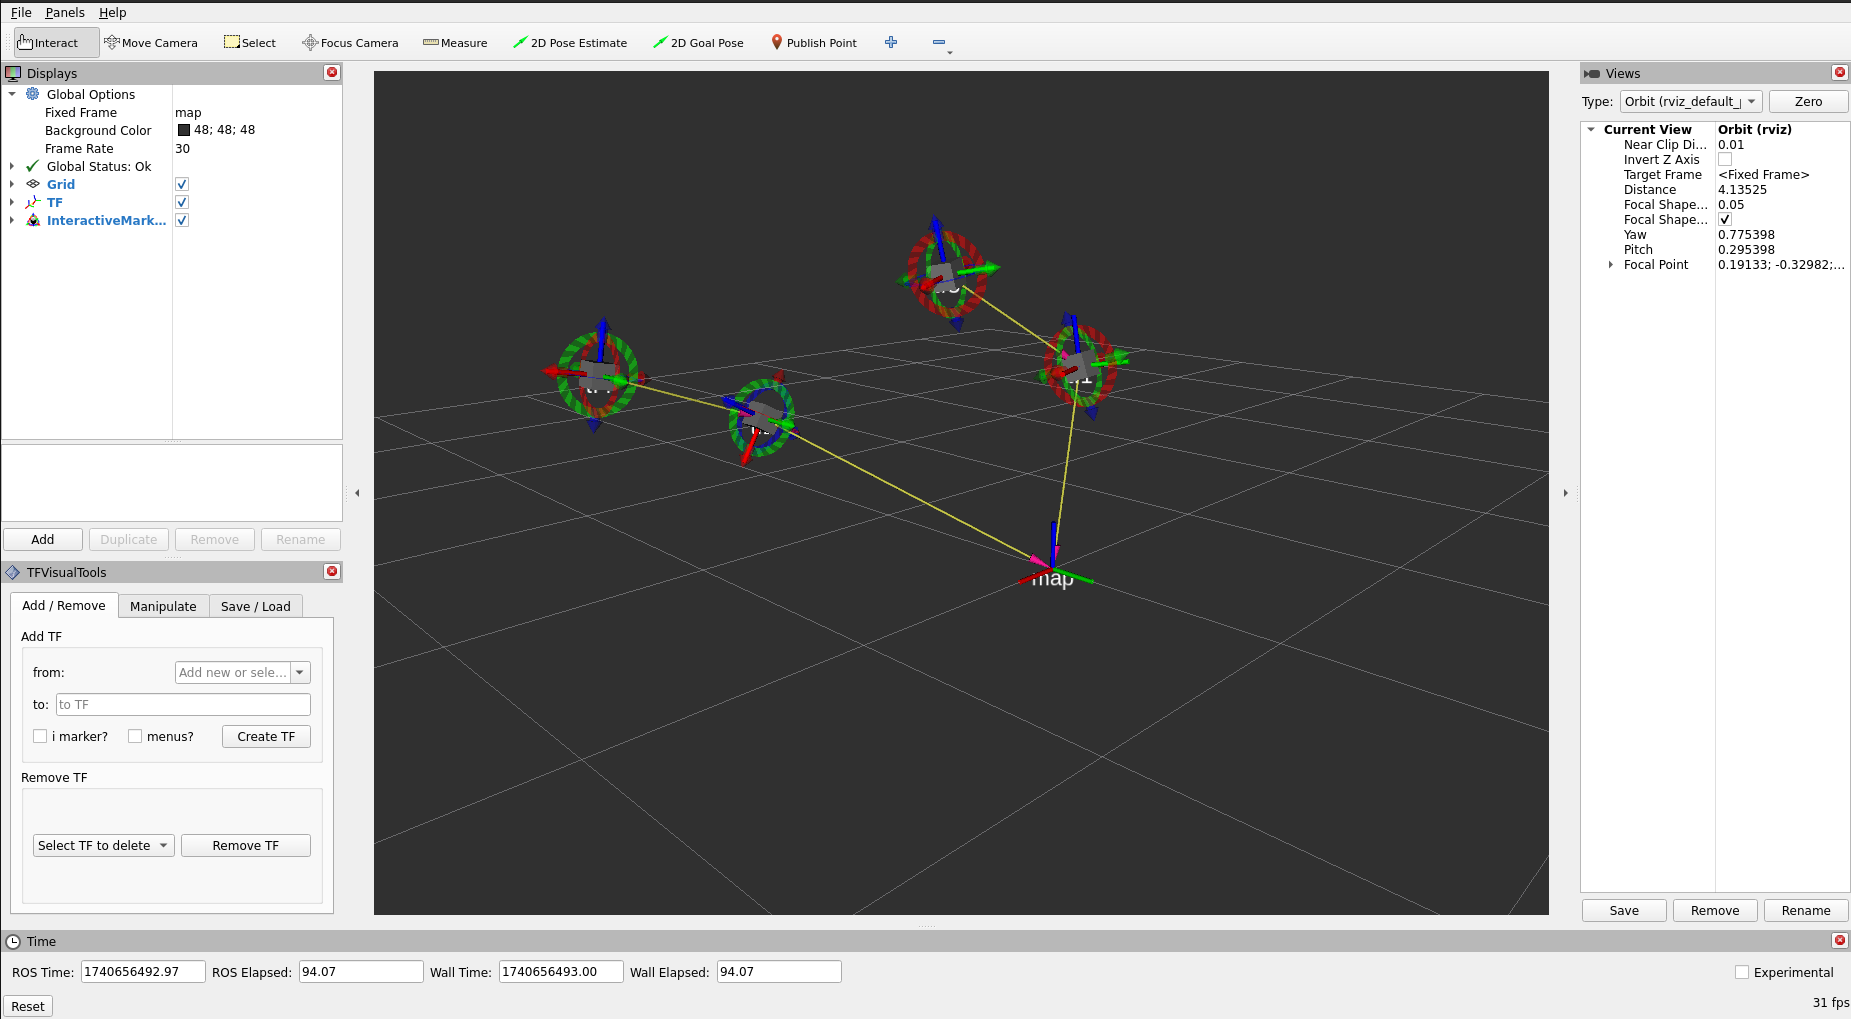 File Panels Help
Interact Move Camera Select Focus Camera Measure 2D Pose Estimate 2D Goal Pose Publish Point
Displays
Global Options
Fixed Frame map
Background Color 48; 48; 48
Frame Rate 30
Global Status: Ok
Grid
TF
InteractiveMark...
Add Duplicate Remove Rename
TFVisualTools
Add / Remove Manipulate Save / Load
Add TF
from: Add new or sele...
to: to TF
i marker? menus? Create TF
Remove TF
Select TF to delete Remove TF
map
Views
Type: Orbit (rviz_default_ Zero
Current View Orbit (rviz)
Near Clip Di... 0.01
Invert Z Axis
Target Frame <Fixed Frame>
Distance 4.13525
Focal Shape... 0.05
Focal Shape...
Yaw 0.775398
Pitch 0.295398
Focal Point 0.19133; -0.32982;...
Save Remove Rename
Time
ROS Time: 1740656492.97 ROS Elapsed: 94.07 Wall Time: 1740656493.00 Wall Elapsed: 94.07 Experimental
Reset 31 fps